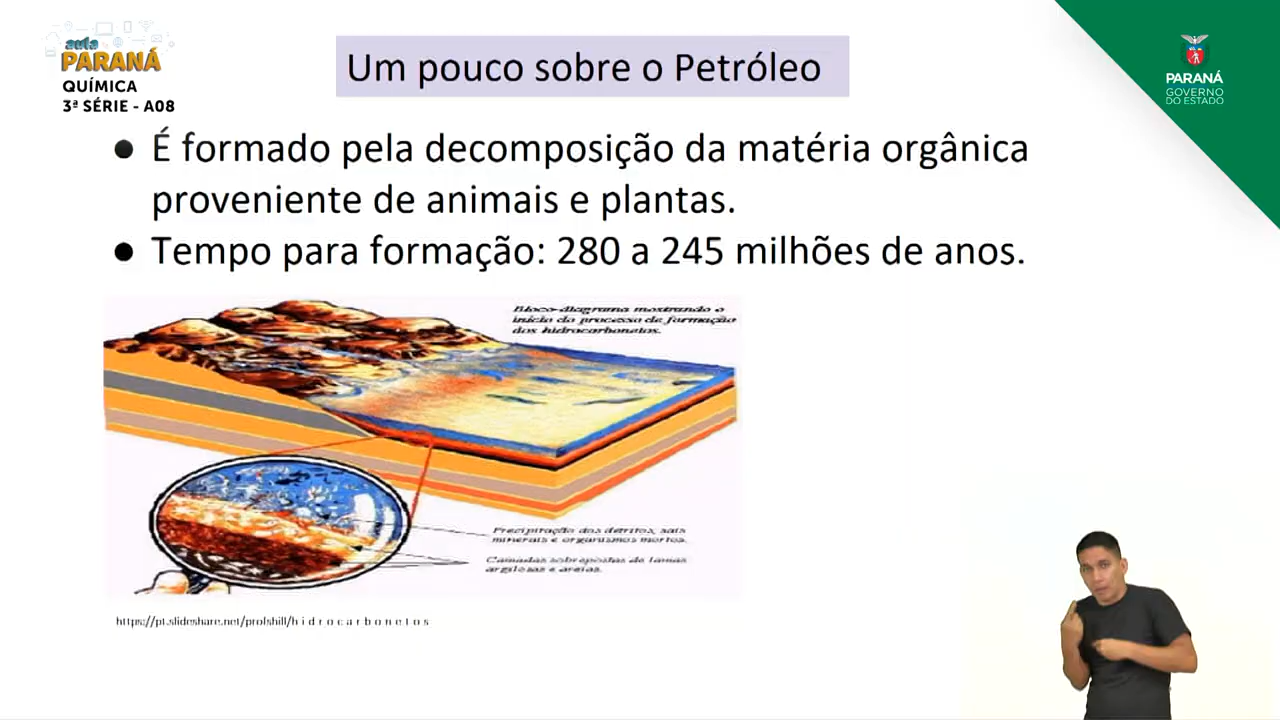 aula
PARANÁ
QUÍMICA
3ª SÉRIE - A08
Um pouco sobre o Petróleo
PARANÁ
GOVERNO
DO ESTADO
● É formado pela decomposição da matéria orgânica
proveniente de animais e plantas.
● Tempo para formação: 280 a 245 milhões de anos.
Bloco-diagrama mostrando o
início do processo de formação
dos hidrocarbonetos.
Precipitação dos detritos, sais
minerais e organismos mortos.
Camadas sobrepostas de lamas
argilosas e areias.
https://pt.slideshare.net/profshill/h i d r o c a r b o n e t o s